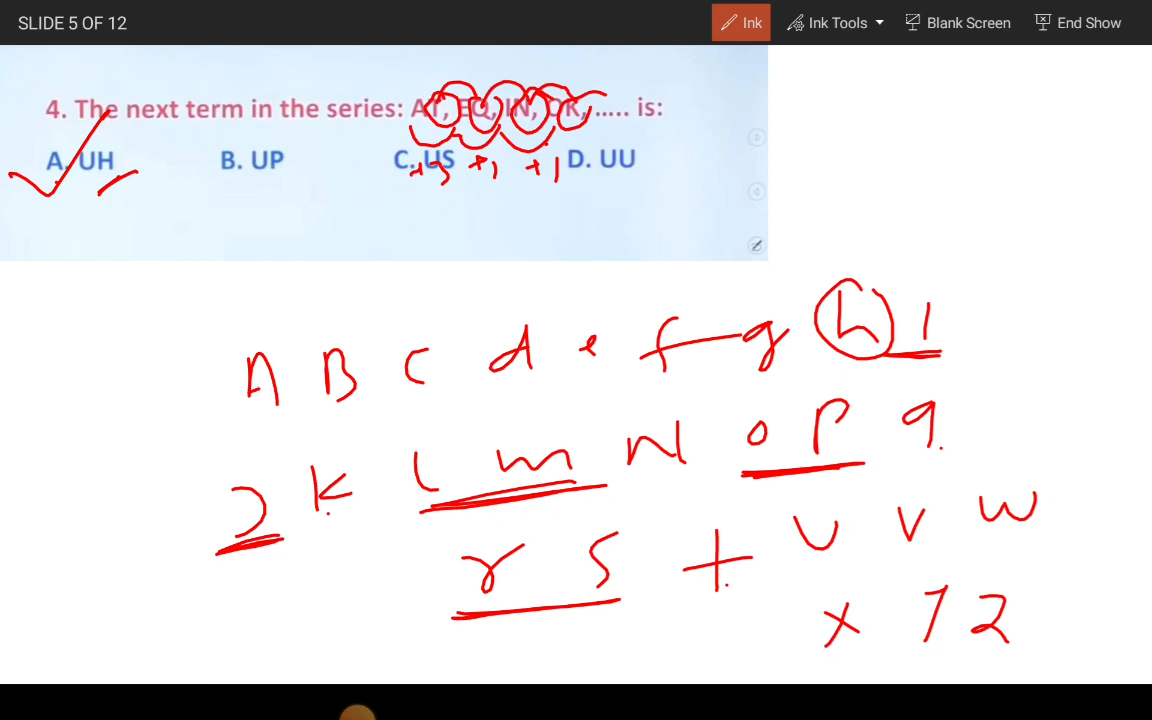 SLIDE 5 OF 12 Ink Ink Tools Blank Screen End Show
4. The next term in the series: AT, EQ, IN, OK, ..... is:
A. UH B. UP C. US D. UU
+3 +1 +1
A B C d e f g h I
J K l m N o P q
r S t U V W
x y z